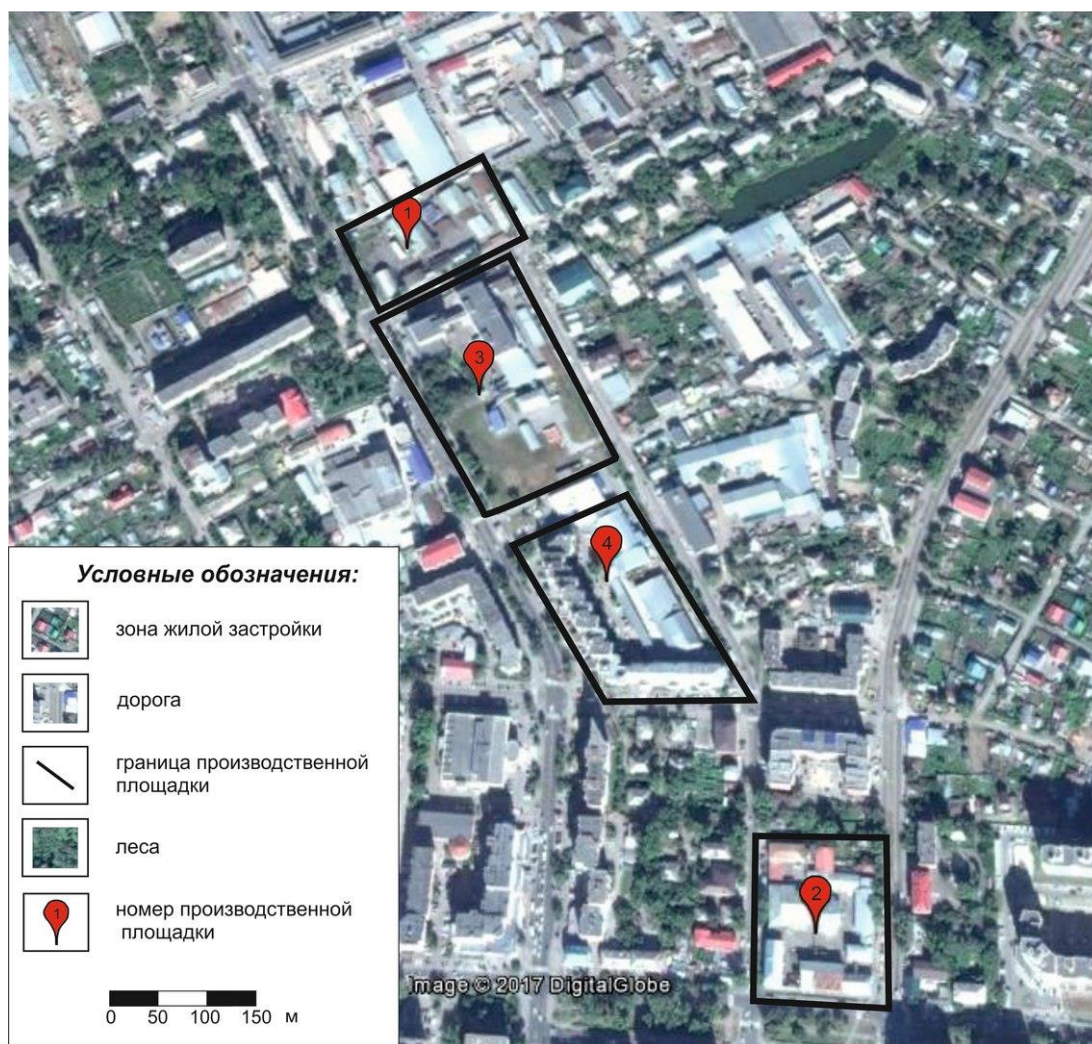 1
3
4
2
Условные обозначения:
зона жилой застройки
дорога
граница производственной
площадки
леса
1
номер производственной
площадки
0 50 100 150 м
Image © 2017 DigitalGlobe